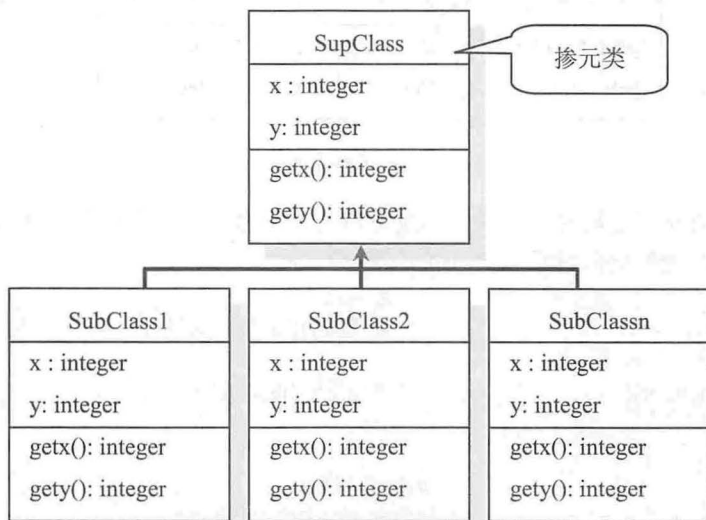 SupClass
掺元类
x : integer
y: integer
getx(): integer
gety(): integer
SubClass1
x : integer
y: integer
getx(): integer
gety(): integer
SubClass2
x : integer
y: integer
getx(): integer
gety(): integer
SubClassn
x : integer
y: integer
getx(): integer
gety(): integer